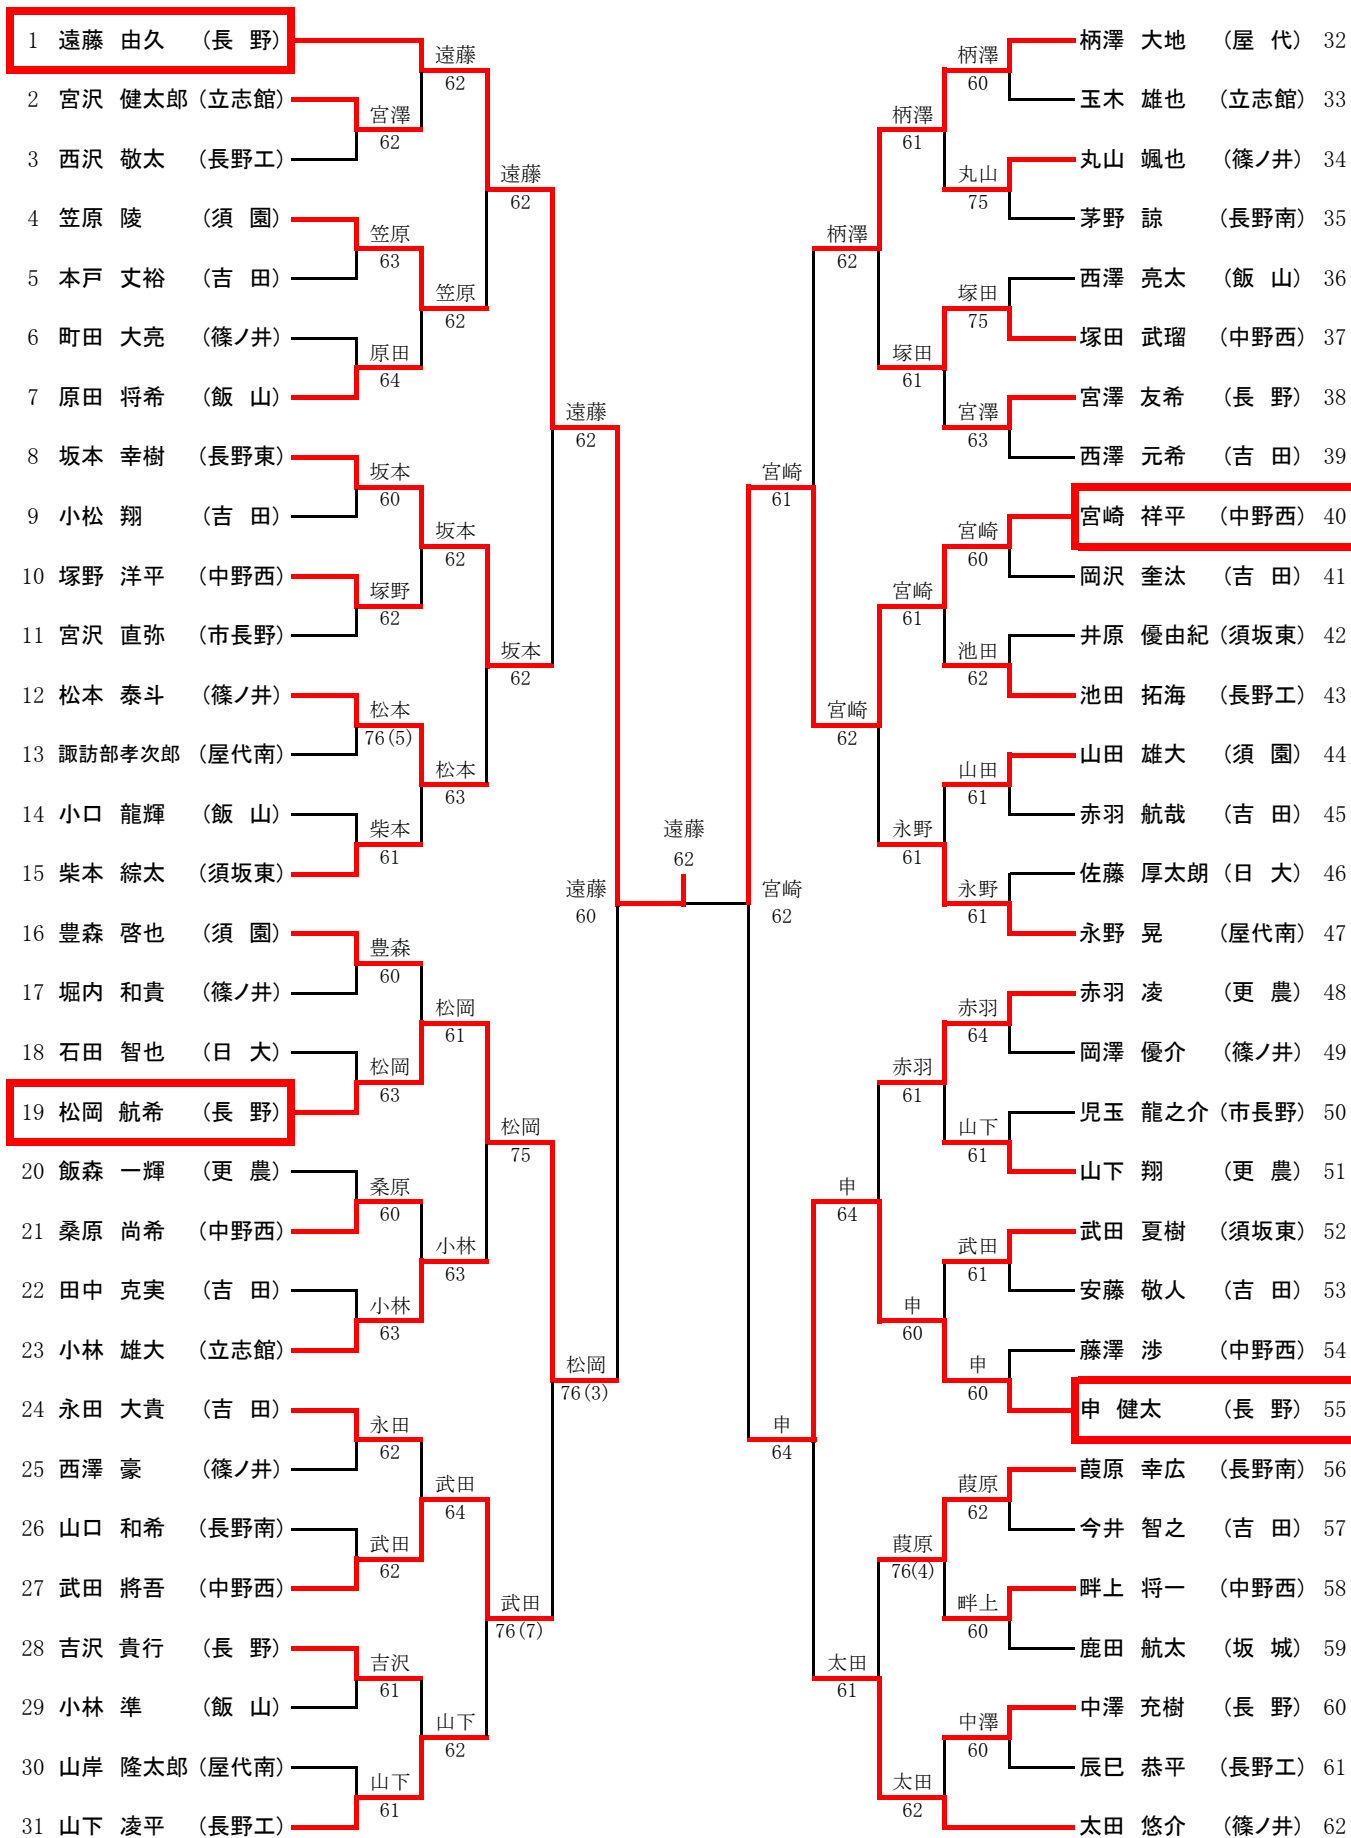 1 遠藤 由久 (長 野)
2 宮沢 健太郎 (立志館)
3 西沢 敬太 (長野工)
4 笠原 陵 (須 園)
5 本戸 丈裕 (吉 田)
6 町田 大亮 (篠ノ井)
7 原田 将希 (飯 山)
8 坂本 幸樹 (長野東)
9 小松 翔 (吉 田)
10 塚野 洋平 (中野西)
11 宮沢 直弥 (市長野)
12 松本 泰斗 (篠ノ井)
13 諏訪部孝次郎 (屋代南)
14 小口 龍輝 (飯 山)
15 柴本 綜太 (須坂東)
16 豊森 啓也 (須 園)
17 堀内 和貴 (篠ノ井)
18 石田 智也 (日 大)
19 松岡 航希 (長 野)
20 飯森 一輝 (更 農)
21 桑原 尚希 (中野西)
22 田中 克実 (吉 田)
23 小林 雄大 (立志館)
24 永田 大貴 (吉 田)
25 西澤 豪 (篠ノ井)
26 山口 和希 (長野南)
27 武田 將吾 (中野西)
28 吉沢 貴行 (長 野)
29 小林 準 (飯 山)
30 山岸 隆太郎 (屋代南)
31 山下 凌平 (長野工)
宮澤
62
笠原
63
原田
64
坂本
60
塚野
62
松本
76(5)
柴本
61
豊森
60
松岡
63
桑原
60
小林
63
永田
62
武田
62
吉沢
61
山下
61
遠藤
62
笠原
62
坂本
62
松本
63
松岡
61
小林
63
武田
64
山下
62
遠藤
62
坂本
62
松岡
75
武田
76(7)
遠藤
62
松岡
76(3)
遠藤
60
遠藤
62
宮崎
62
宮崎
61
申
64
柄澤
62
宮崎
62
申
64
太田
61
柄澤
61
塚田
61
宮崎
61
永野
61
赤羽
61
申
60
葭原
76(4)
太田
62
柄澤
60
丸山
75
塚田
75
宮澤
63
宮崎
60
池田
62
山田
61
永野
61
赤羽
64
山下
61
武田
61
申
60
葭原
62
畔上
60
中澤
60
柄澤 大地 (屋 代) 32
玉木 雄也 (立志館) 33
丸山 颯也 (篠ノ井) 34
茅野 諒 (長野南) 35
西澤 亮太 (飯 山) 36
塚田 武瑠 (中野西) 37
宮澤 友希 (長 野) 38
西澤 元希 (吉 田) 39
宮崎 祥平 (中野西) 40
岡沢 奎汰 (吉 田) 41
井原 優由紀 (須坂東) 42
池田 拓海 (長野工) 43
山田 雄大 (須 園) 44
赤羽 航哉 (吉 田) 45
佐藤 厚太朗 (日 大) 46
永野 晃 (屋代南) 47
赤羽 凌 (更 農) 48
岡澤 優介 (篠ノ井) 49
児玉 龍之介 (市長野) 50
山下 翔 (更 農) 51
武田 夏樹 (須坂東) 52
安藤 敬人 (吉 田) 53
藤澤 渉 (中野西) 54
申 健太 (長 野) 55
葭原 幸広 (長野南) 56
今井 智之 (吉 田) 57
畔上 将一 (中野西) 58
鹿田 航太 (坂 城) 59
中澤 充樹 (長 野) 60
辰巳 恭平 (長野工) 61
太田 悠介 (篠ノ井) 62